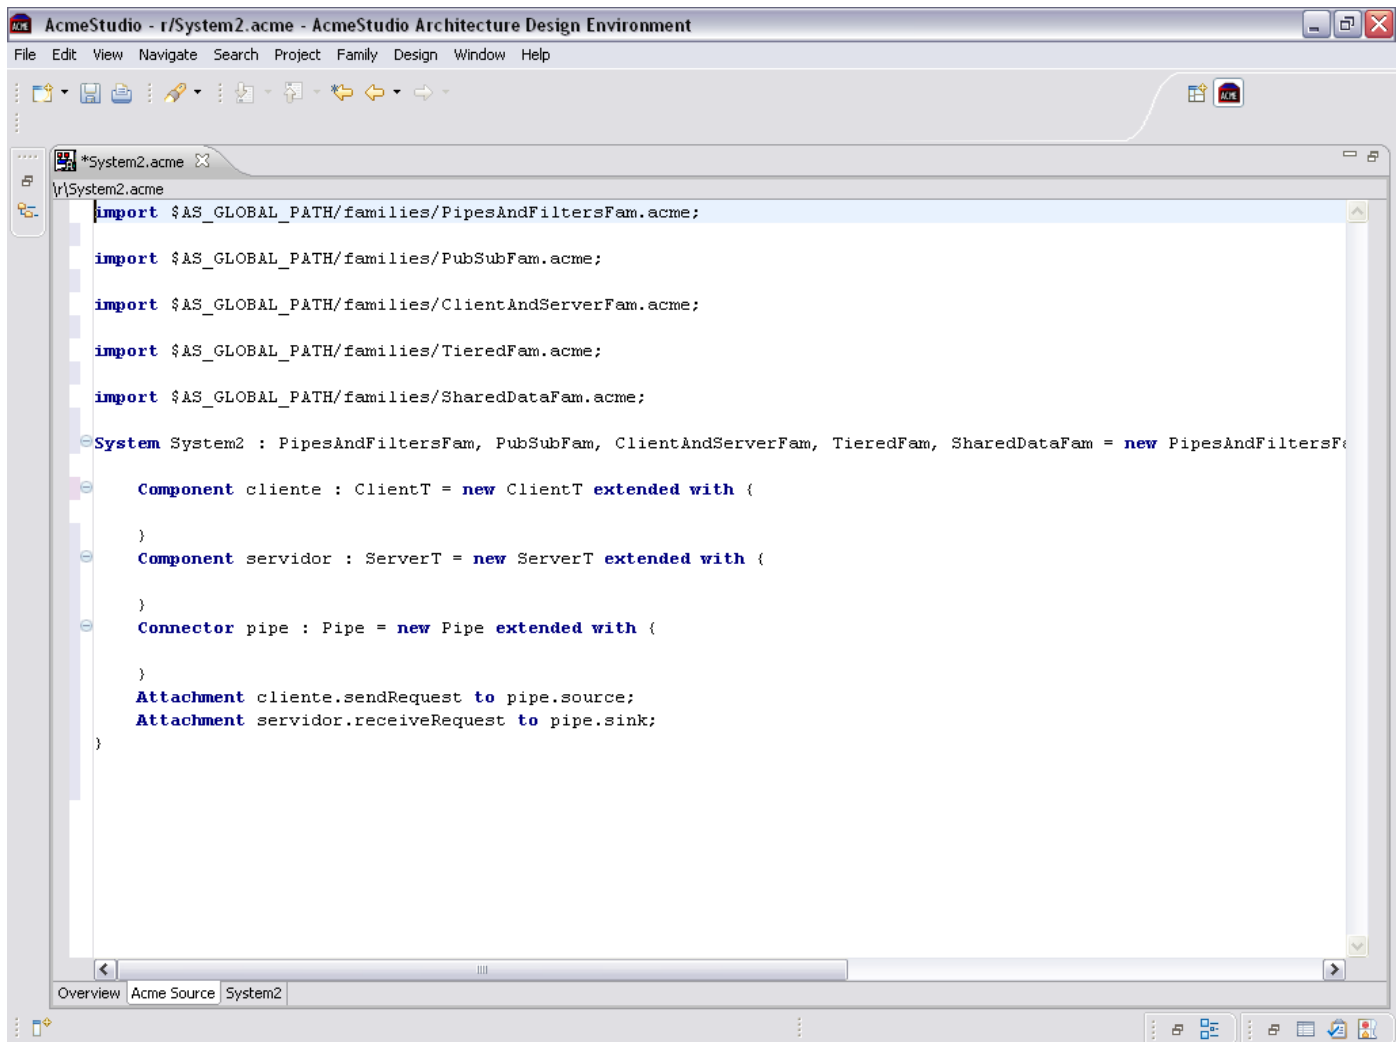 AcmeStudio - r/System2.acme - AcmeStudio Architecture Design Environment
File Edit View Navigate Search Project Family Design Window Help
ACME
*System2.acme
\r\System2.acme
import $AS_GLOBAL_PATH/families/PipesAndFiltersFam.acme;
import $AS_GLOBAL_PATH/families/PubSubFam.acme;
import $AS_GLOBAL_PATH/families/ClientAndServerFam.acme;
import $AS_GLOBAL_PATH/families/TieredFam.acme;
import $AS_GLOBAL_PATH/families/SharedDataFam.acme;
System System2 : PipesAndFiltersFam, PubSubFam, ClientAndServerFam, TieredFam, SharedDataFam = new PipesAndFiltersFa
Component cliente : ClientT = new ClientT extended with {
}
Component servidor : ServerT = new ServerT extended with {
}
Connector pipe : Pipe = new Pipe extended with {
}
Attachment cliente.sendRequest to pipe.source;
Attachment servidor.receiveRequest to pipe.sink;
}
Overview Acme Source System2